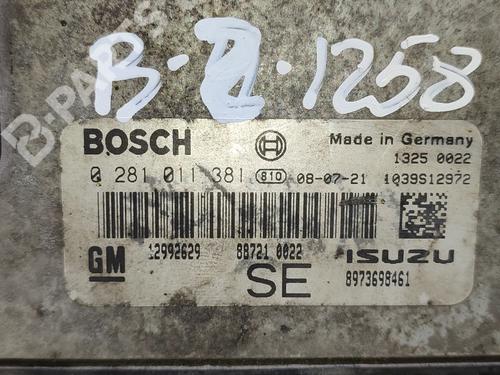 B-PARTS
B-2-1258
BOSCH
Made in Germany
1325 0022
0 281 011 381 810 08-07-21 1039S12972
GM 12992629 88721 0022 ISUZU
SE 8973698461